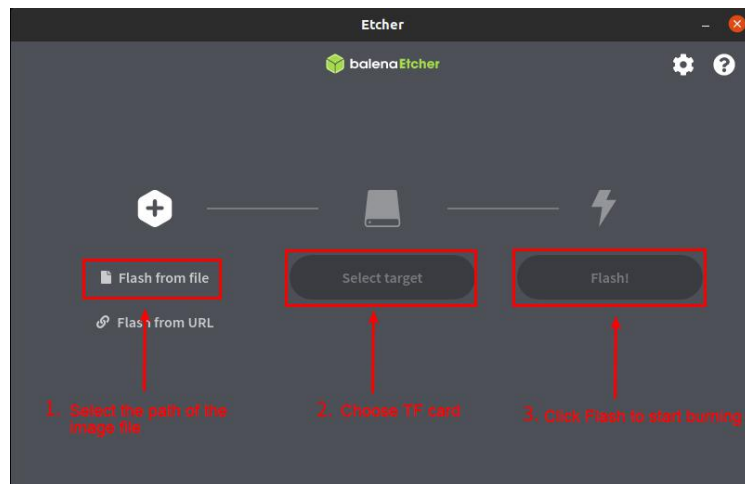 Etcher
balenaEtcher
Flash from file
Select target
Flash!
Flash from URL
1. Select the path of the
image file
2. Choose TF card
3. Click Flash to start burning